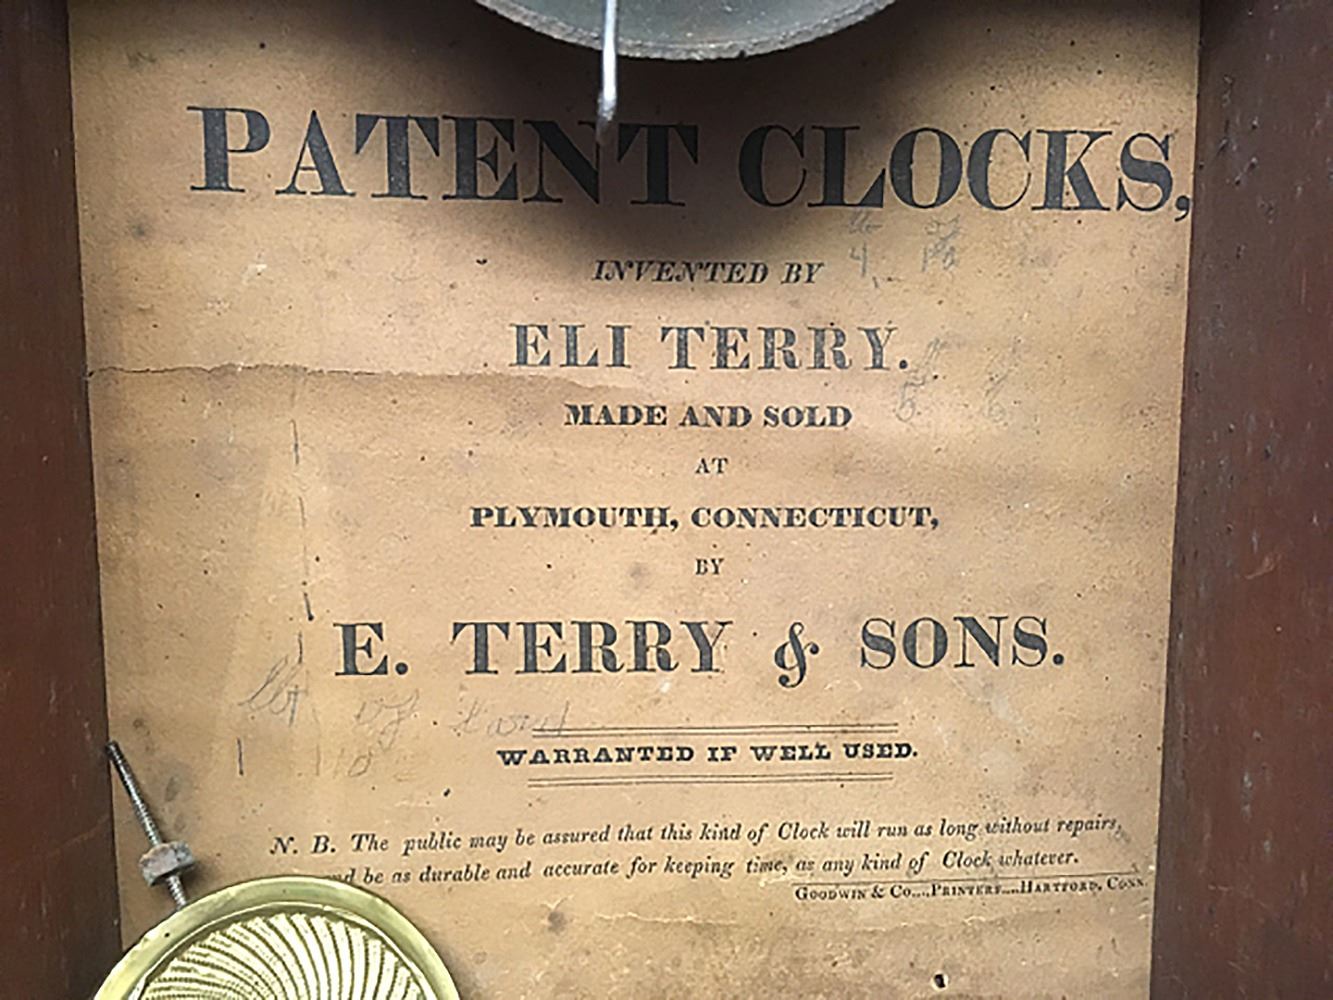 PATENT CLOCKS,
INVENTED BY
ELI TERRY.
MADE AND SOLD
AT
PLYMOUTH, CONNECTICUT,
BY
E. TERRY & SONS.
WARRANTED IF WELL USED.
N. B. The public may be assured that this kind of Clock will run as long without repairs,
be as durable and accurate for keeping time, as any kind of Clock whatever.
GOODWIN & CO....PRINTERS....HARTFORD, CONN.